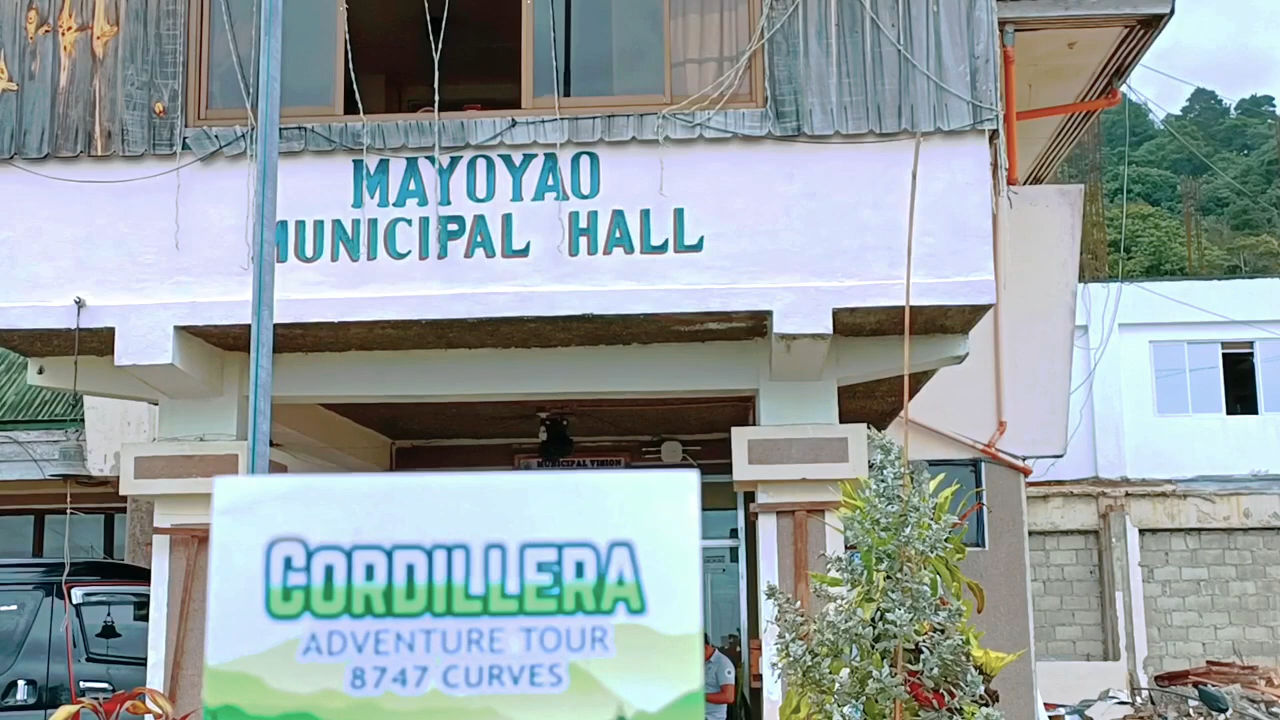 MAYOYAO
MUNICIPAL HALL
MUNICIPAL VISION
CORDILLERA
ADVENTURE TOUR
8747 CURVES